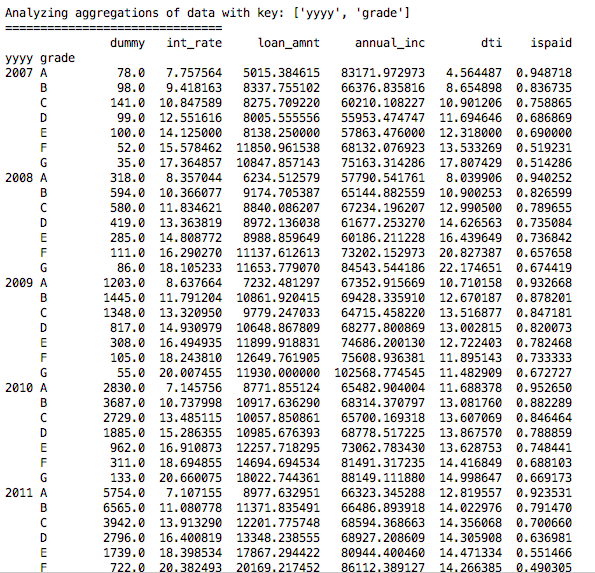 Analyzing aggregations of data with key: ['yyyy', 'grade']
===============================
dummy int_rate loan_amnt annual_inc dti ispaid
yyyy grade
2007 A 78.0 7.757564 5015.384615 83171.972973 4.564487 0.948718
B 98.0 9.418163 8337.755102 66376.835816 8.654898 0.836735
C 141.0 10.847589 8275.709220 60210.108227 10.901206 0.758865
D 99.0 12.551616 8005.555556 55953.474747 11.694646 0.686869
E 100.0 14.125000 8138.250000 57863.476000 12.318000 0.690000
F 52.0 15.578462 11850.961538 68132.076923 13.533269 0.519231
G 35.0 17.364857 10847.857143 75163.314286 17.807429 0.514286
2008 A 318.0 8.357044 6234.512579 57790.541761 8.039906 0.940252
B 594.0 10.366077 9174.705387 65144.882559 10.900253 0.826599
C 580.0 11.834621 8840.086207 67234.196207 12.990500 0.789655
D 419.0 13.363819 8972.136038 61677.253270 14.626563 0.735084
E 285.0 14.808772 8988.859649 60186.211228 16.439649 0.736842
F 111.0 16.290270 11137.612613 73202.152973 20.827387 0.657658
G 86.0 18.105233 11653.779070 84543.544186 22.174651 0.674419
2009 A 1203.0 8.637664 7232.481297 67352.915669 10.710158 0.932668
B 1445.0 11.791204 10861.920415 69428.335910 12.670187 0.878201
C 1348.0 13.320950 9779.247033 64715.458220 13.516877 0.847181
D 817.0 14.930979 10648.867809 68277.800869 13.002815 0.820073
E 308.0 16.494935 11899.918831 74686.200130 12.722403 0.782468
F 105.0 18.243810 12649.761905 75608.936381 11.895143 0.733333
G 55.0 20.007455 11930.000000 102568.774545 11.482909 0.672727
2010 A 2830.0 7.145756 8771.855124 65482.904004 11.688378 0.952650
B 3687.0 10.737998 10917.636290 68314.370797 13.081760 0.882289
C 2729.0 13.485115 10057.850861 65700.169318 13.607069 0.846464
D 1885.0 15.286355 10985.676393 68778.517225 13.867570 0.788859
E 962.0 16.910873 12257.718295 73062.783430 13.628753 0.748441
F 311.0 18.694855 14694.694534 81491.317235 14.416849 0.688103
G 133.0 20.660075 18022.744361 88149.111880 14.998647 0.669173
2011 A 5754.0 7.107155 8977.632951 66323.345288 12.819557 0.923531
B 6565.0 11.080778 11371.835491 66486.893918 14.022976 0.791470
C 3942.0 13.913290 12201.775748 68594.368663 14.356068 0.700660
D 2796.0 16.400819 13348.238555 68927.208609 14.305908 0.636981
E 1739.0 18.398534 17867.294422 80944.400460 14.471334 0.551466
F 722.0 20.382493 20169.217452 86112.389127 14.266385 0.490305